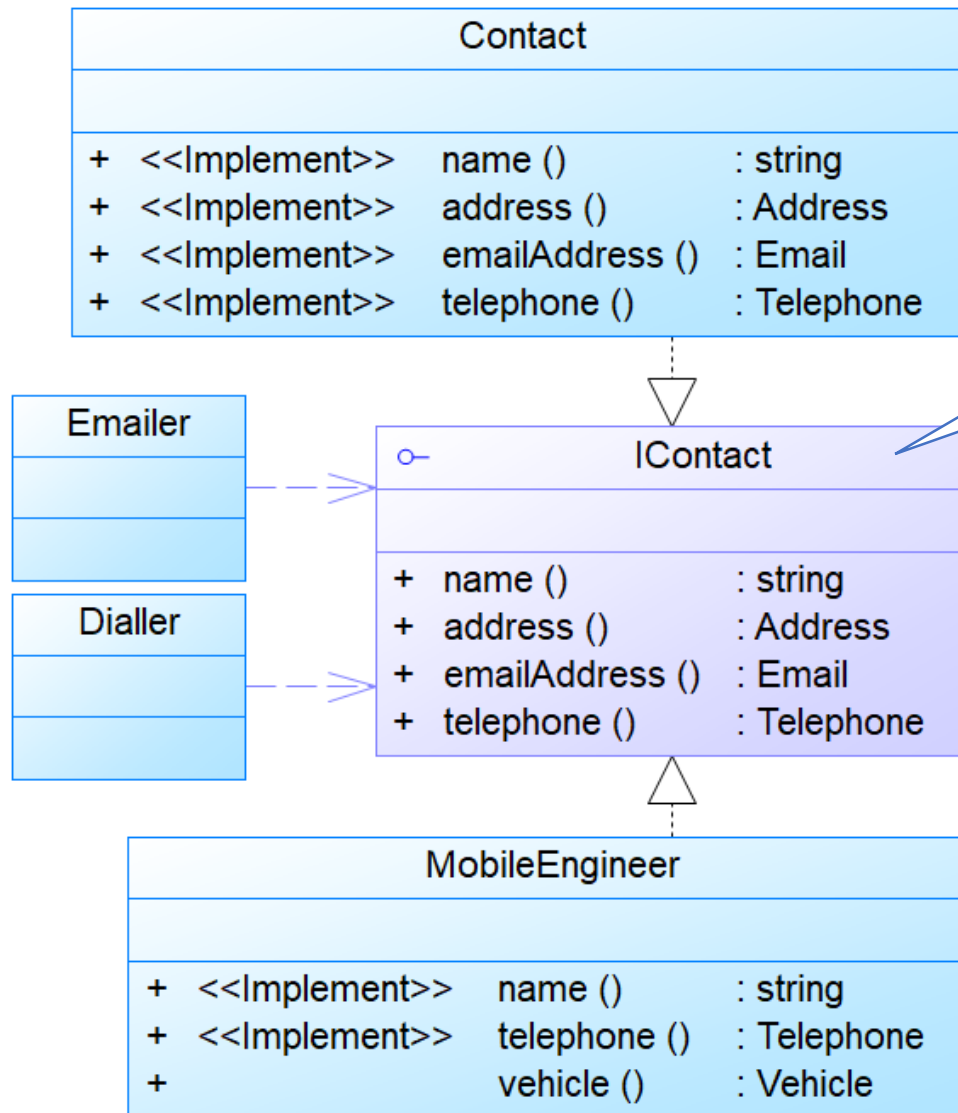 Contact
+ <<Implement>> name () : string
+ <<Implement>> address () : Address
+ <<Implement>> emailAddress () : Email
+ <<Implement>> telephone () : Telephone
Emailer
IContact
+ name () : string
+ address () : Address
+ emailAddress () : Email
+ telephone () : Telephone
Dialler
MobileEngineer
+ <<Implement>> name () : string
+ <<Implement>> telephone () : Telephone
+ vehicle () : Vehicle